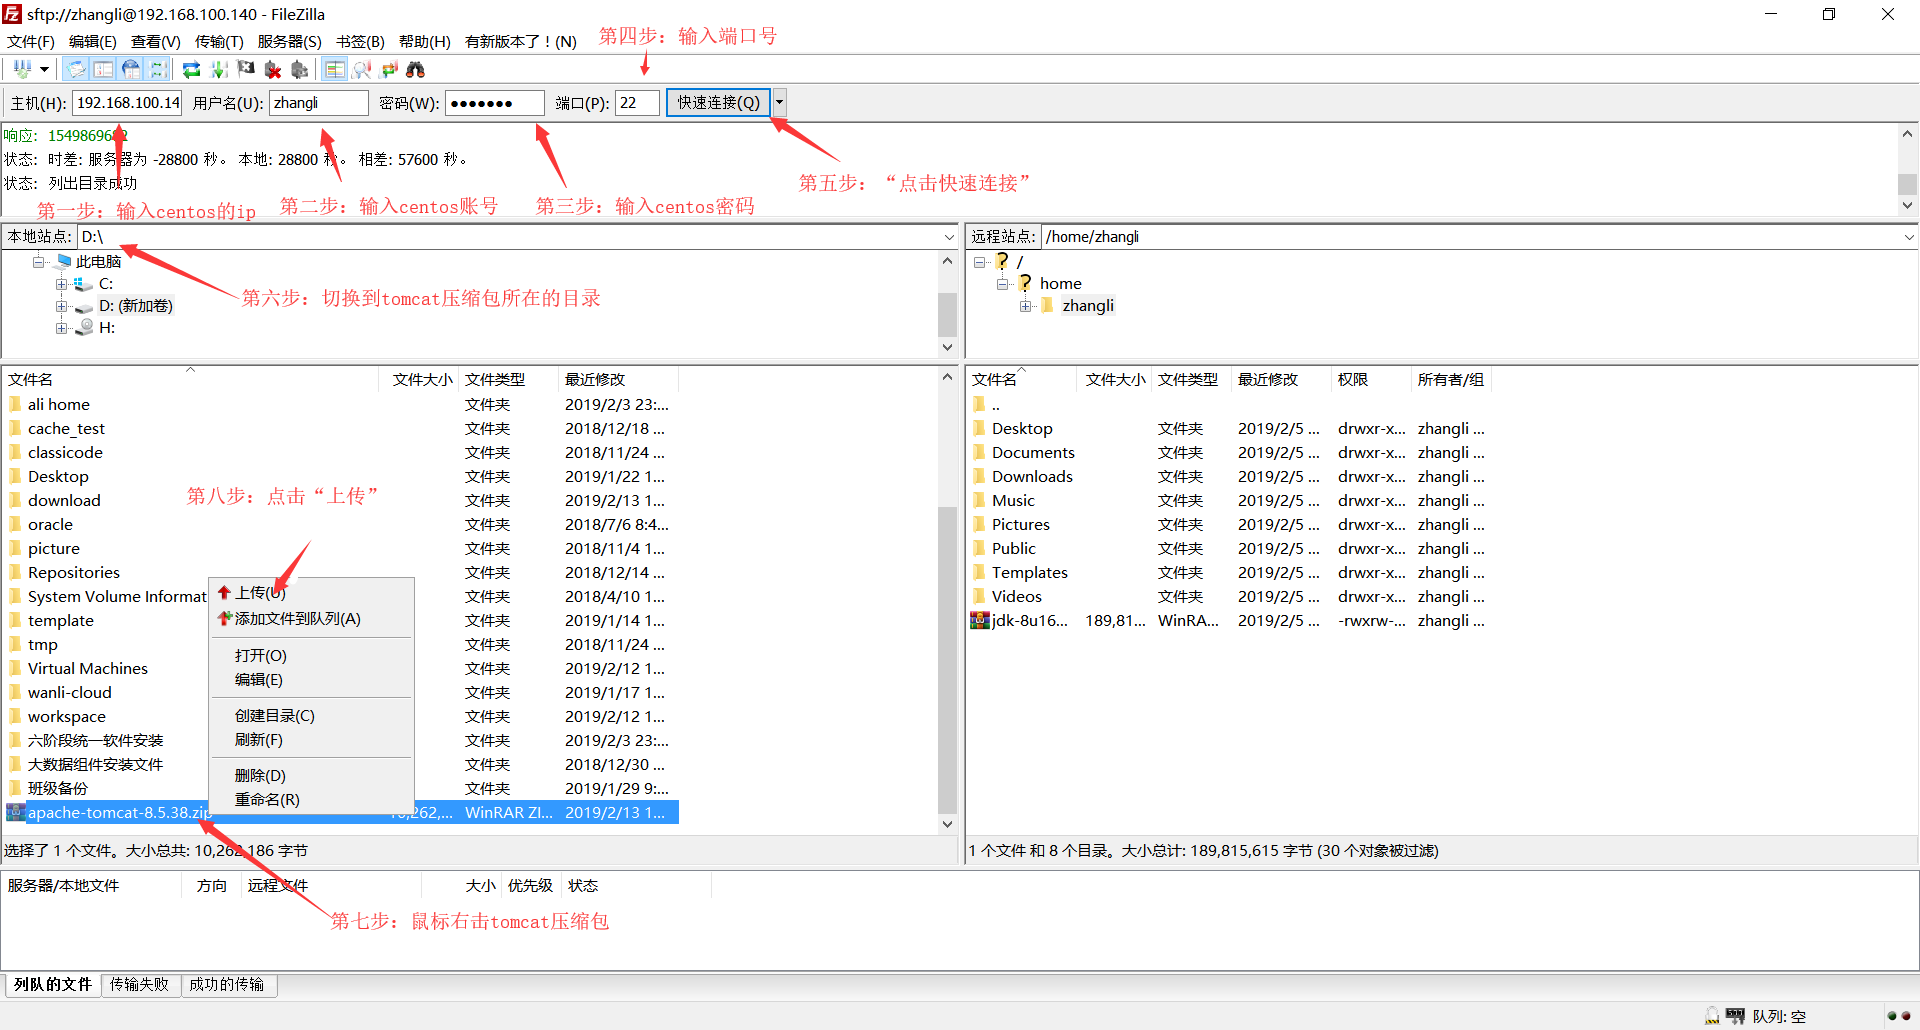 sftp://zhangli@192.168.100.140 - FileZilla
文件(F) 编辑(E) 查看(V) 传输(T) 服务器(S) 书签(B) 帮助(H) 有新版本了！(N)
第四步：输入端口号
主机(H): 192.168.100.14 用户名(U): zhangli 密码(W): ●●●●●●● 端口(P): 22 快速连接(Q)
响应: 1549869682
状态: 时差: 服务器为 -28800 秒。 本地: 28800 秒。 相差: 57600 秒。
状态: 列出目录成功
第五步：“点击快速连接”
第一步：输入centos的ip 第二步：输入centos账号 第三步：输入centos密码
本地站点: D:\
此电脑
C:
D: (新加卷)
H:
第六步：切换到tomcat压缩包所在的目录
远程站点: /home/zhangli
/
home
zhangli
文件名 文件大小 文件类型 最近修改
ali home 文件夹 2019/2/3 23:...
cache_test 文件夹 2018/12/18 ...
classicode 文件夹 2018/11/24 ...
Desktop 文件夹 2019/1/22 1...
download 文件夹 2019/2/13 1...
oracle 文件夹 2018/7/6 8:4...
picture 文件夹 2018/11/4 1...
Repositories 文件夹 2018/12/14 ...
System Volume Informat 文件夹 2018/4/10 1...
template 文件夹 2019/1/14 1...
tmp 文件夹 2018/11/24 ...
Virtual Machines 文件夹 2019/2/12 1...
wanli-cloud 文件夹 2019/1/17 1...
workspace 文件夹 2019/2/12 1...
六阶段统一软件安装 文件夹 2019/2/3 23:...
大数据组件安装文件 文件夹 2018/12/30 ...
班级备份 文件夹 2019/1/29 9:...
apache-tomcat-8.5.38.zip 10,262,... WinRAR ZI... 2019/2/13 1...
第八步：点击“上传”
上传(U)
添加文件到队列(A)
打开(O)
编辑(E)
创建目录(C)
刷新(F)
删除(D)
重命名(R)
选择了 1 个文件。大小总共: 10,262,186 字节
文件名 文件大小 文件类型 最近修改 权限 所有者/组
..
Desktop 文件夹 2019/2/5 ... drwxr-x... zhangli ...
Documents 文件夹 2019/2/5 ... drwxr-x... zhangli ...
Downloads 文件夹 2019/2/5 ... drwxr-x... zhangli ...
Music 文件夹 2019/2/5 ... drwxr-x... zhangli ...
Pictures 文件夹 2019/2/5 ... drwxr-x... zhangli ...
Public 文件夹 2019/2/5 ... drwxr-x... zhangli ...
Templates 文件夹 2019/2/5 ... drwxr-x... zhangli ...
Videos 文件夹 2019/2/5 ... drwxr-x... zhangli ...
jdk-8u16... 189,81... WinRA... 2019/2/5 ... -rwxrw-... zhangli ...
1 个文件 和 8 个目录。大小总计: 189,815,615 字节 (30 个对象被过滤)
服务器/本地文件 方向 远程文件 大小 优先级 状态
第七步：鼠标右击tomcat压缩包
列队的文件 传输失败 成功的传输
队列: 空